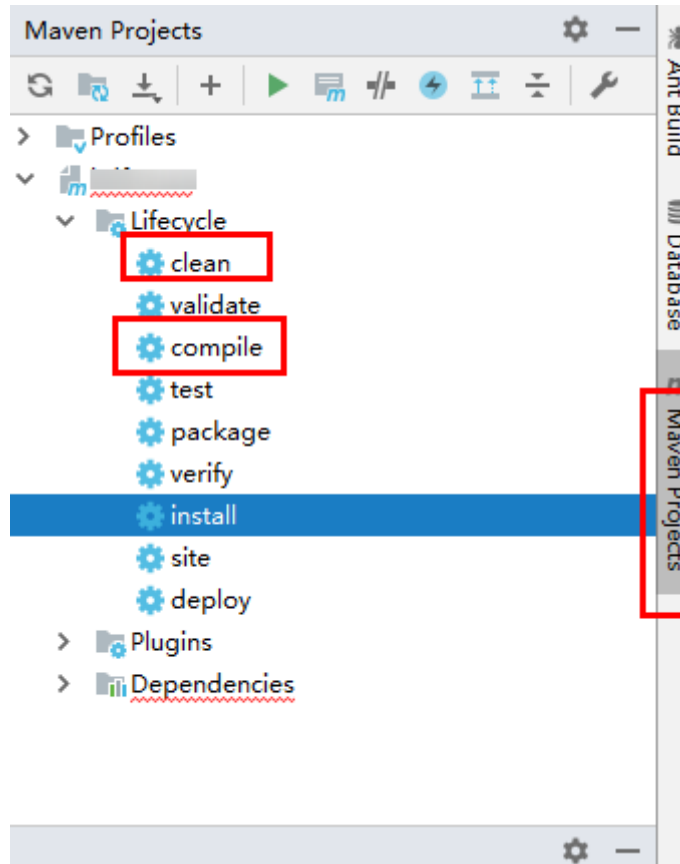 Maven Projects
Profiles
Lifecycle
clean
validate
compile
test
package
verify
install
site
deploy
Plugins
Dependencies
Ant Build
Database
Maven Projects